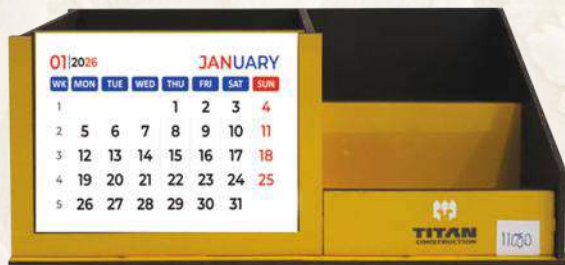 01 2026 JANUARY
WK MON TUE WED THU FRI SAT SUN
1 1 2 3 4
2 5 6 7 8 9 10 11
3 12 13 14 15 16 17 18
4 19 20 21 22 23 24 25
5 26 27 28 29 30 31
TITAN
CONSTRUCTION
11050